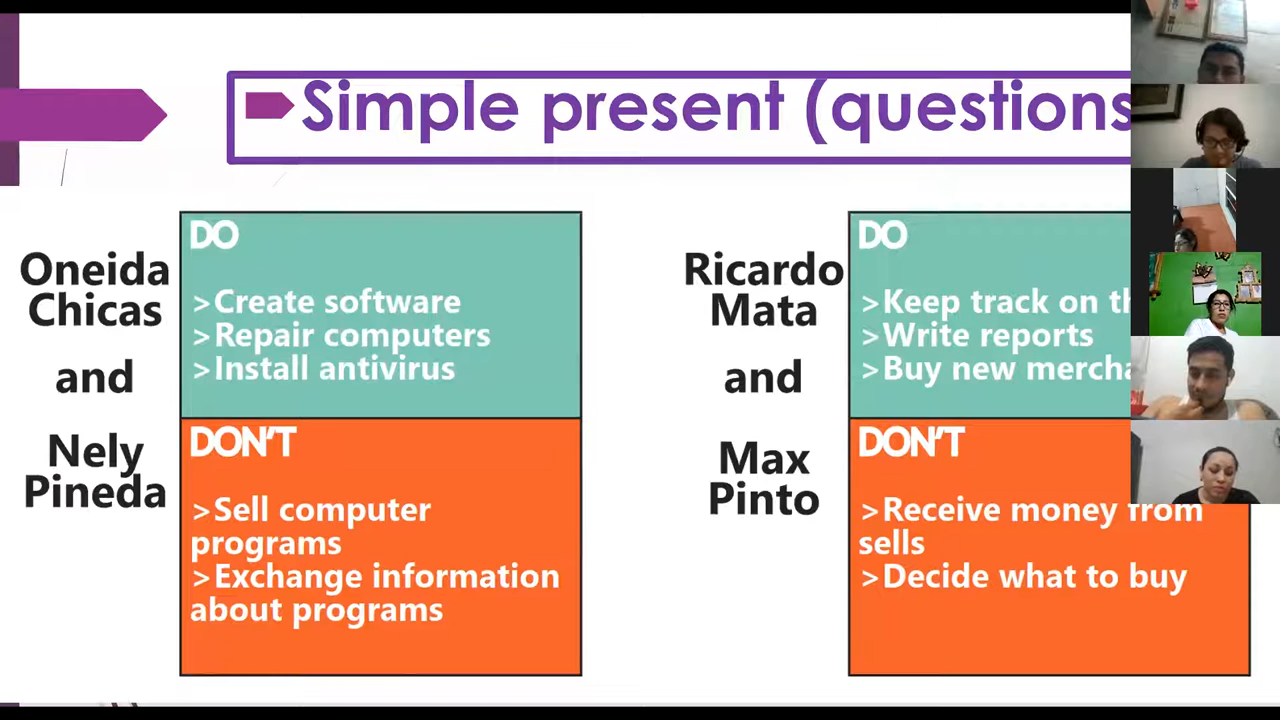 Simple present (questions
Oneida
Chicas
and
Nely
Pineda
DO
>Create software
>Repair computers
>Install antivirus
DON'T
>Sell computer
programs
>Exchange information
about programs
Ricardo
Mata
and
Max
Pinto
DO
>Keep track on
>Write reports
>Buy new
DON'T
>Receive money from
sells
>Decide what to buy